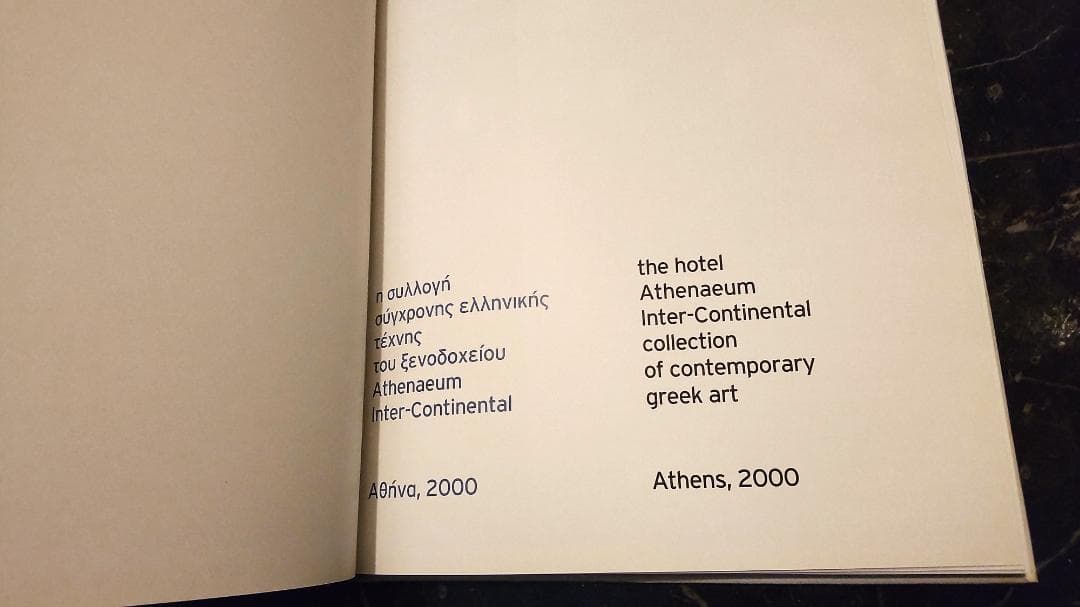 η συλλογή
σύγχρονης ελληνικής
τέχνης
του ξενοδοχείου
Athenaeum
Inter-Continental
Αθήνα, 2000
the hotel
Athenaeum
Inter-Continental
collection
of contemporary
greek art
Athens, 2000